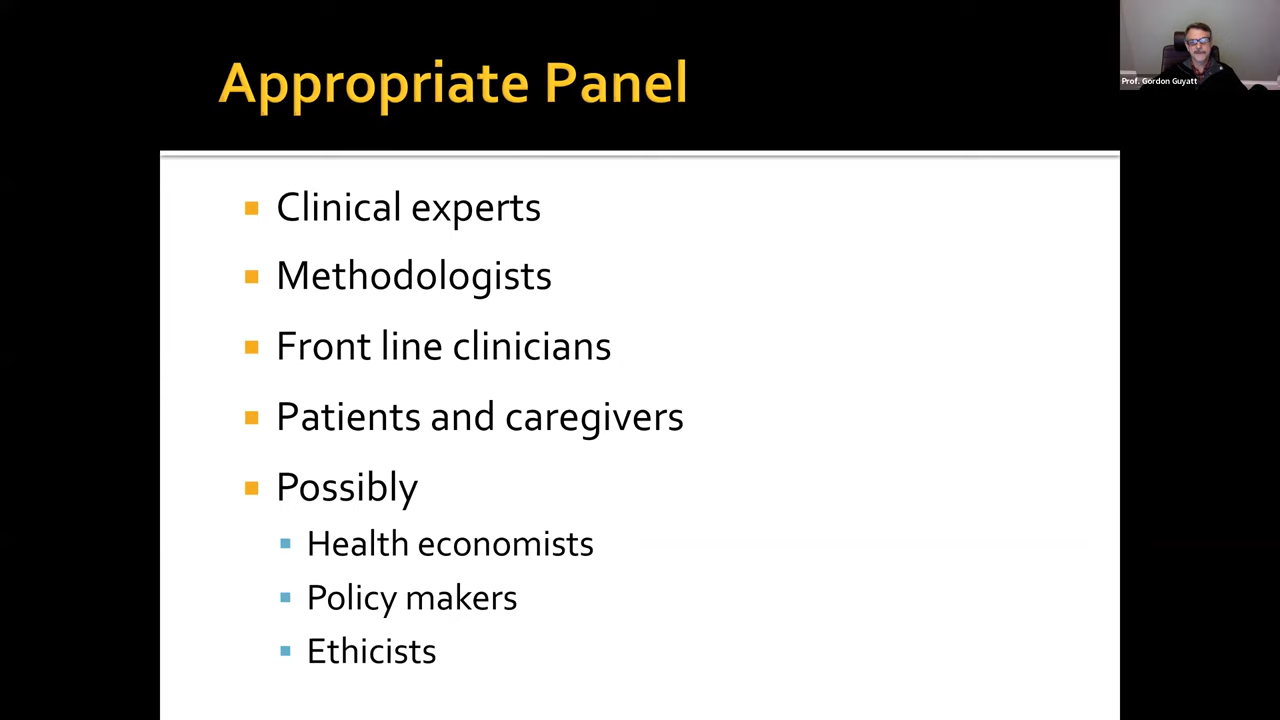 Appropriate Panel
Prof. Gordon Guyatt
Clinical experts
Methodologists
Front line clinicians
Patients and caregivers
Possibly
Health economists
Policy makers
Ethicists